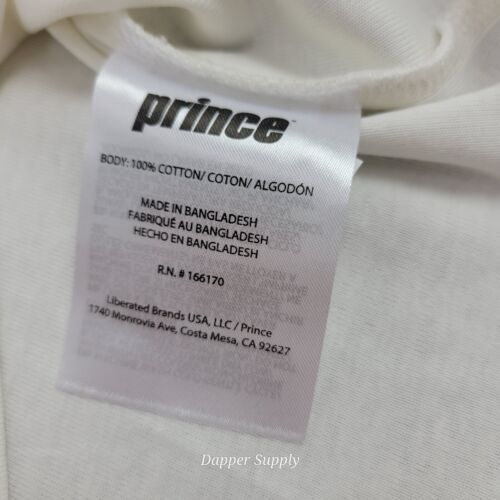 prince
BODY: 100% COTTON/ COTON/ ALGODÓN
MADE IN BANGLADESH
FABRIQUÉ AU BANGLADESH
HECHO EN BANGLADESH
R.N. # 166170
Liberated Brands USA, LLC / Prince
1740 Monrovia Ave, Costa Mesa, CA 92627
Dapper Supply